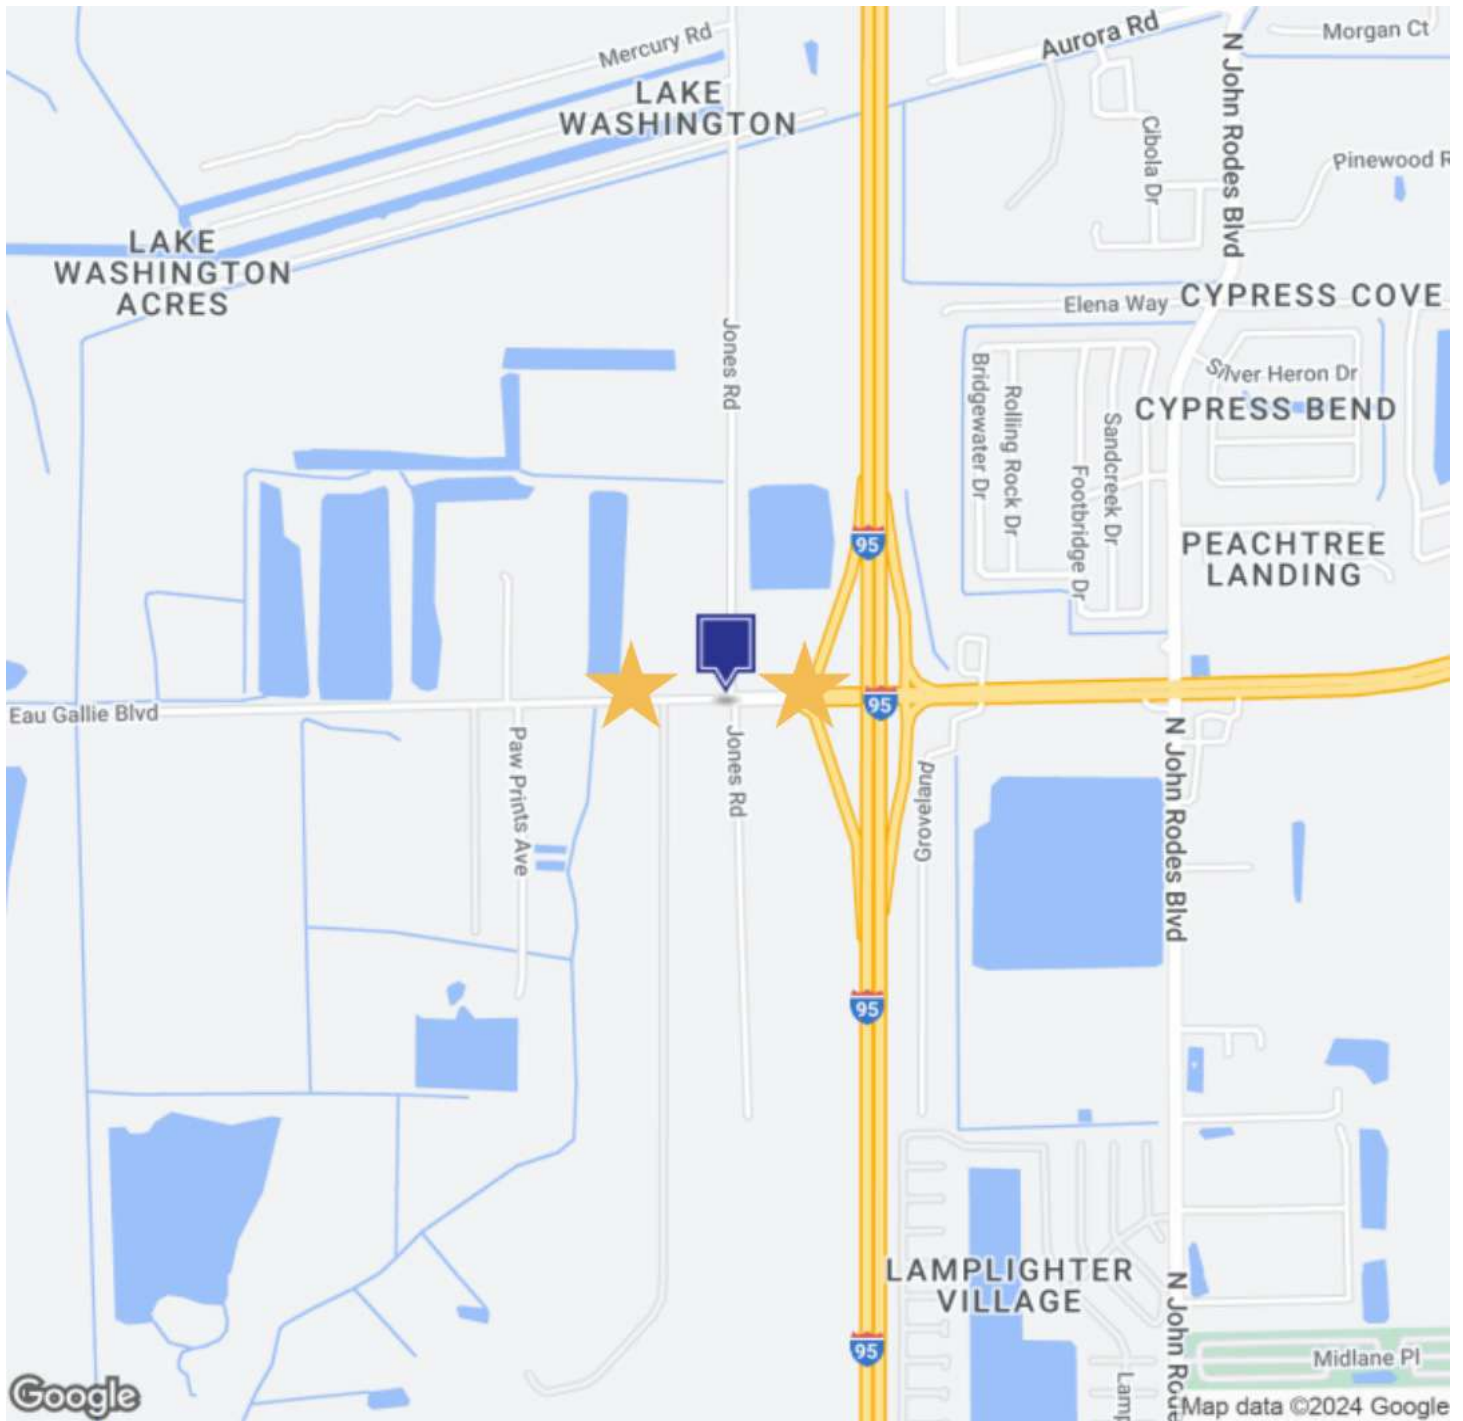 Mercury Rd
Aurora Rd
Morgan Ct
LAKE
WASHINGTON
N John Rodes Blvd
Cibola Dr
Pinewood R
LAKE
WASHINGTON
ACRES
Elena Way
CYPRESS COVE
Jones Rd
Silver Heron Dr
CYPRESS BEND
Bridgewater Dr
Rolling Rock Dr
Footbridge Dr
Sandcreek Dr
95
PEACHTREE
LANDING
95
Eau Gallie Blvd
Paw Prints Ave
Jones Rd
Groveland
N John Rodes Blvd
95
LAMPLIGHTER
VILLAGE
N John Rode
95
Midlane Pl
Lamp
Google
Map data ©2024 Google